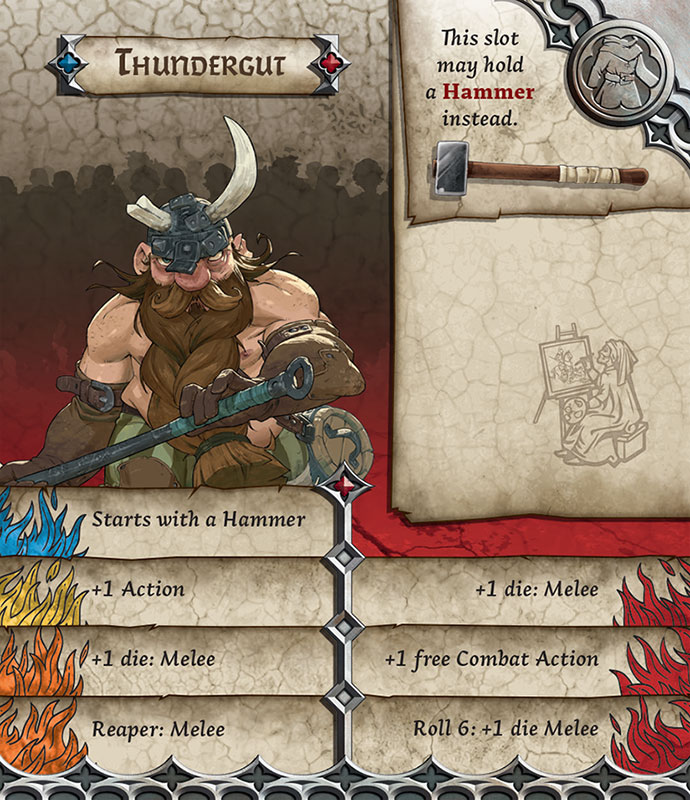 Thundergut
This slot
may hold
a Hammer
instead.
Starts with a Hammer
+1 Action
+1 die: Melee
+1 die: Melee
+1 free Combat Action
Reaper: Melee
Roll 6: +1 die Melee